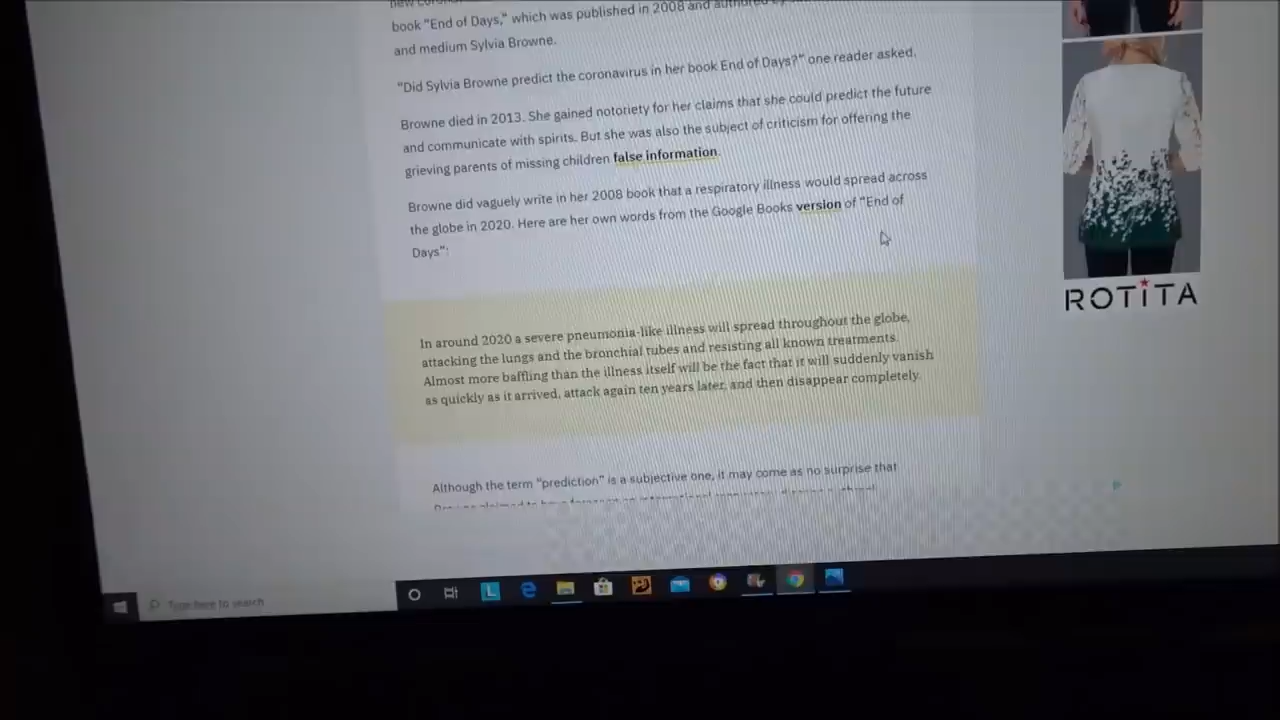 book "End of Days," which was published in 2008 and authored
and medium Sylvia Browne.
"Did Sylvia Browne predict the coronavirus in her book End of Days?" one reader asked.
Browne died in 2013. She gained notoriety for her claims that she could predict the future
and communicate with spirits. But she was also the subject of criticism for offering the
grieving parents of missing children false information.
Browne did vaguely write in her 2008 book that a respiratory illness would spread across
the globe in 2020. Here are her own words from the Google Books version of "End of
Days":
In around 2020 a severe pneumonia-like illness will spread throughout the globe,
attacking the lungs and the bronchial tubes and resisting all known treatments.
Almost more baffling than the illness itself will be the fact that it will suddenly vanish
as quickly as it arrived, attack again ten years later, and then disappear completely.
Although the term "prediction" is a subjective one, it may come as no surprise that
ROTITA
Type here to search